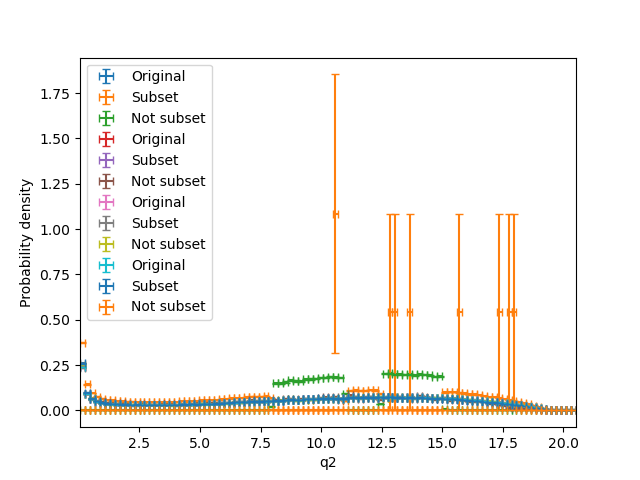 Original
Subset
Not subset
Original
Subset
Not subset
Original
Subset
Not subset
Original
Subset
Not subset
Probability density
1.75
1.50
1.25
1.00
0.75
0.50
0.25
0.00
2.5 5.0 7.5 10.0 12.5 15.0 17.5 20.0
q2